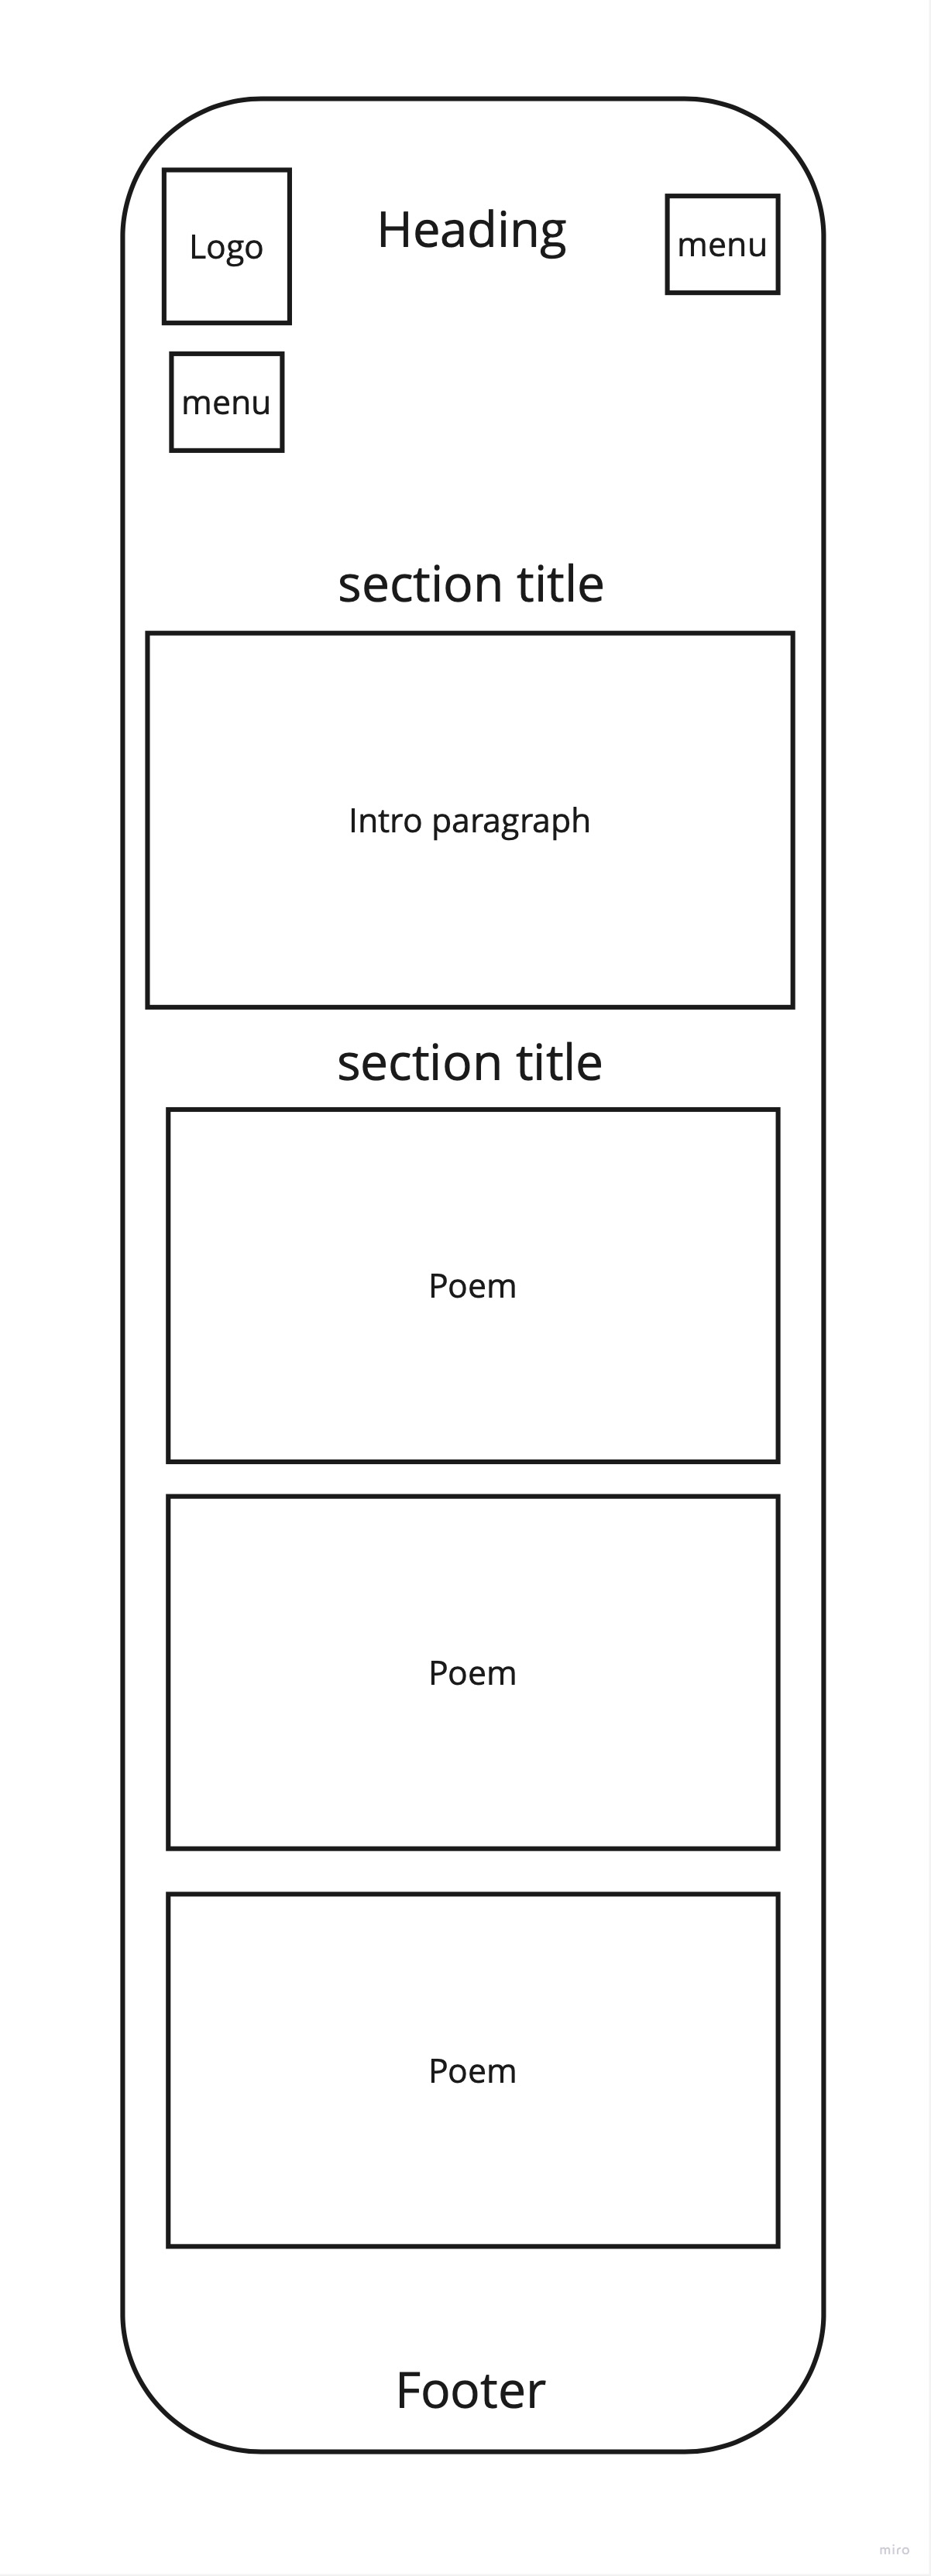 Logo
Heading
menu
menu
section title
Intro paragraph
section title
Poem
Poem
Poem
Footer
miro